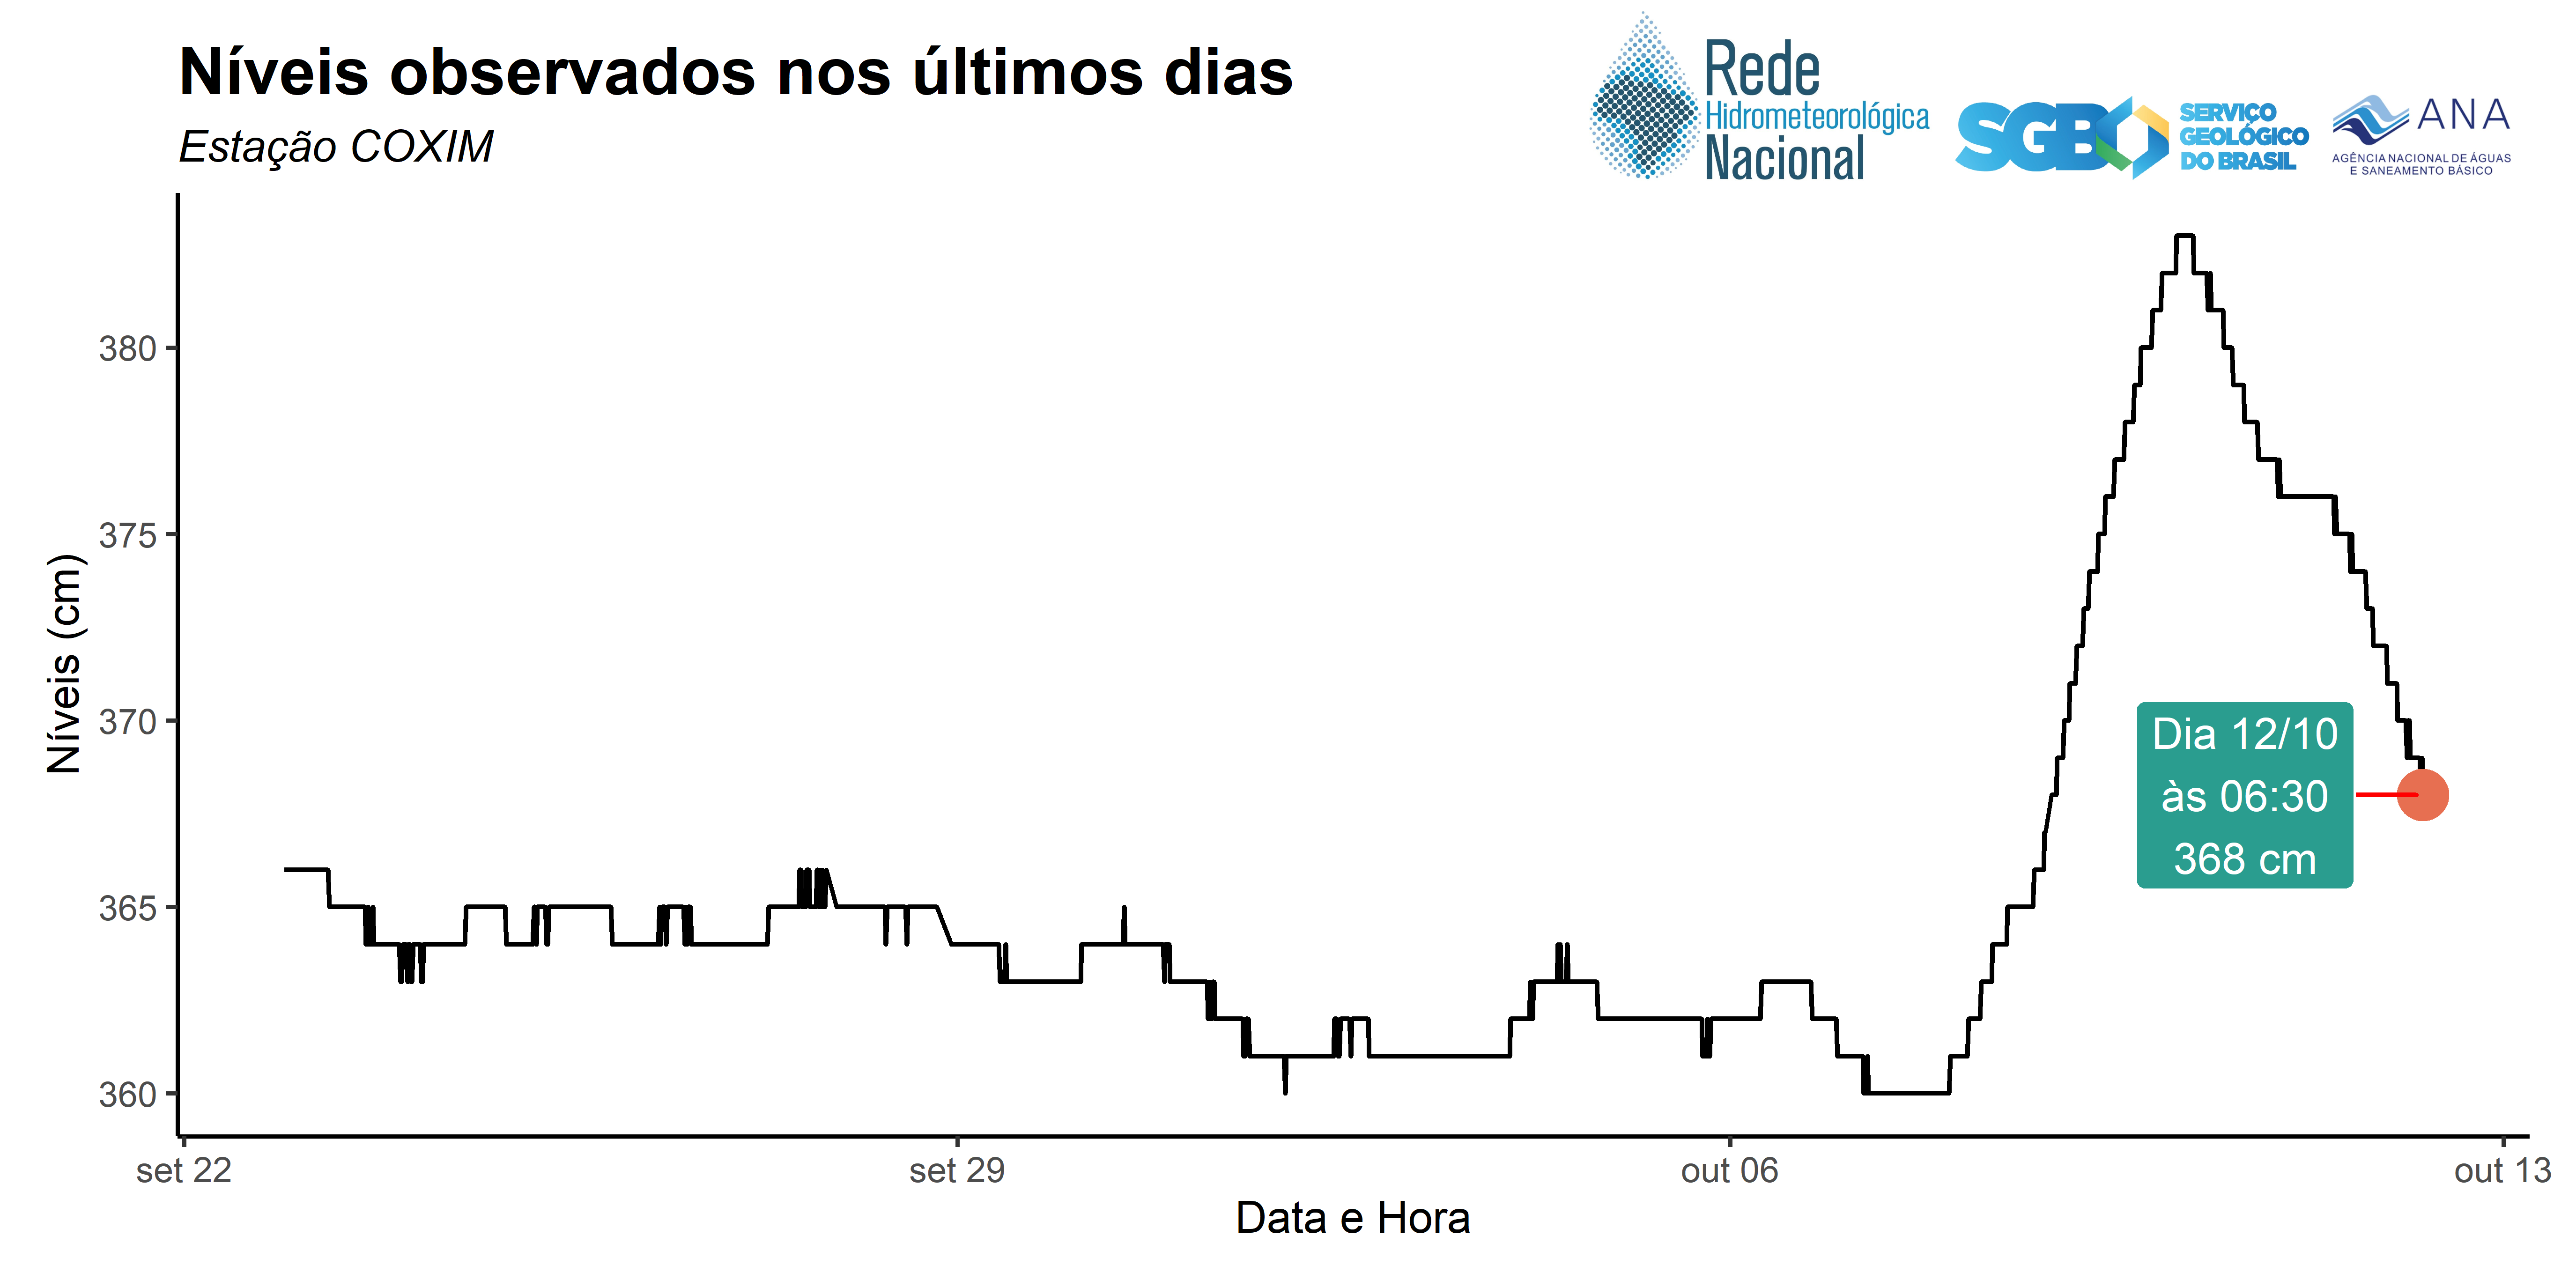 Níveis observados nos últimos dias
Estação COXIM
Rede
Hidrometeorológica
Nacional
SGB
SERVIÇO
GEOLÓGICO
DO BRASIL
ANA
AGÊNCIA NACIONAL DE ÁGUAS
E SANEAMENTO BÁSICO
Níveis (cm)
380
375
370
365
360
Dia 12/10
às 06:30
368 cm
set 22
set 29
out 06
out 13
Data e Hora